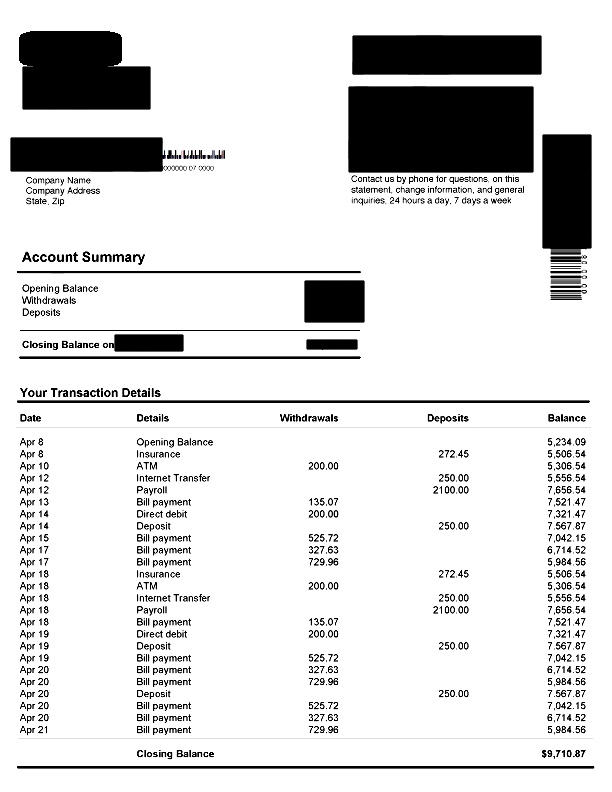 000000 07 0000
Company Name
Company Address
State, Zip
Contact us by phone for questions, on this
statement, change information, and general
inquiries, 24 hours a day, 7 days a week
Account Summary
Opening Balance
Withdrawals
Deposits
Closing Balance on
Your Transaction Details
Date Details Withdrawals Deposits Balance
Apr 8 Opening Balance 5,234.09
Apr 8 Insurance 272.45 5,506.54
Apr 10 ATM 200.00 5,306.54
Apr 12 Internet Transfer 250.00 5,556.54
Apr 12 Payroll 2100.00 7,656.54
Apr 13 Bill payment 135.07 7,521.47
Apr 14 Direct debit 200.00 7,321.47
Apr 14 Deposit 250.00 7.567.87
Apr 15 Bill payment 525.72 7,042.15
Apr 17 Bill payment 327.63 6,714.52
Apr 17 Bill payment 729.96 5,984.56
Apr 18 Insurance 272.45 5,506.54
Apr 18 ATM 200.00 5,306.54
Apr 18 Internet Transfer 250.00 5,556.54
Apr 18 Payroll 2100.00 7,656.54
Apr 18 Bill payment 135.07 7,521.47
Apr 19 Direct debit 200.00 7,321.47
Apr 19 Deposit 250.00 7.567.87
Apr 19 Bill payment 525.72 7,042.15
Apr 20 Bill payment 327.63 6,714.52
Apr 20 Bill payment 729.96 5,984.56
Apr 20 Deposit 250.00 7.567.87
Apr 20 Bill payment 525.72 7,042.15
Apr 20 Bill payment 327.63 6,714.52
Apr 21 Bill payment 729.96 5,984.56
Closing Balance $9,710.87